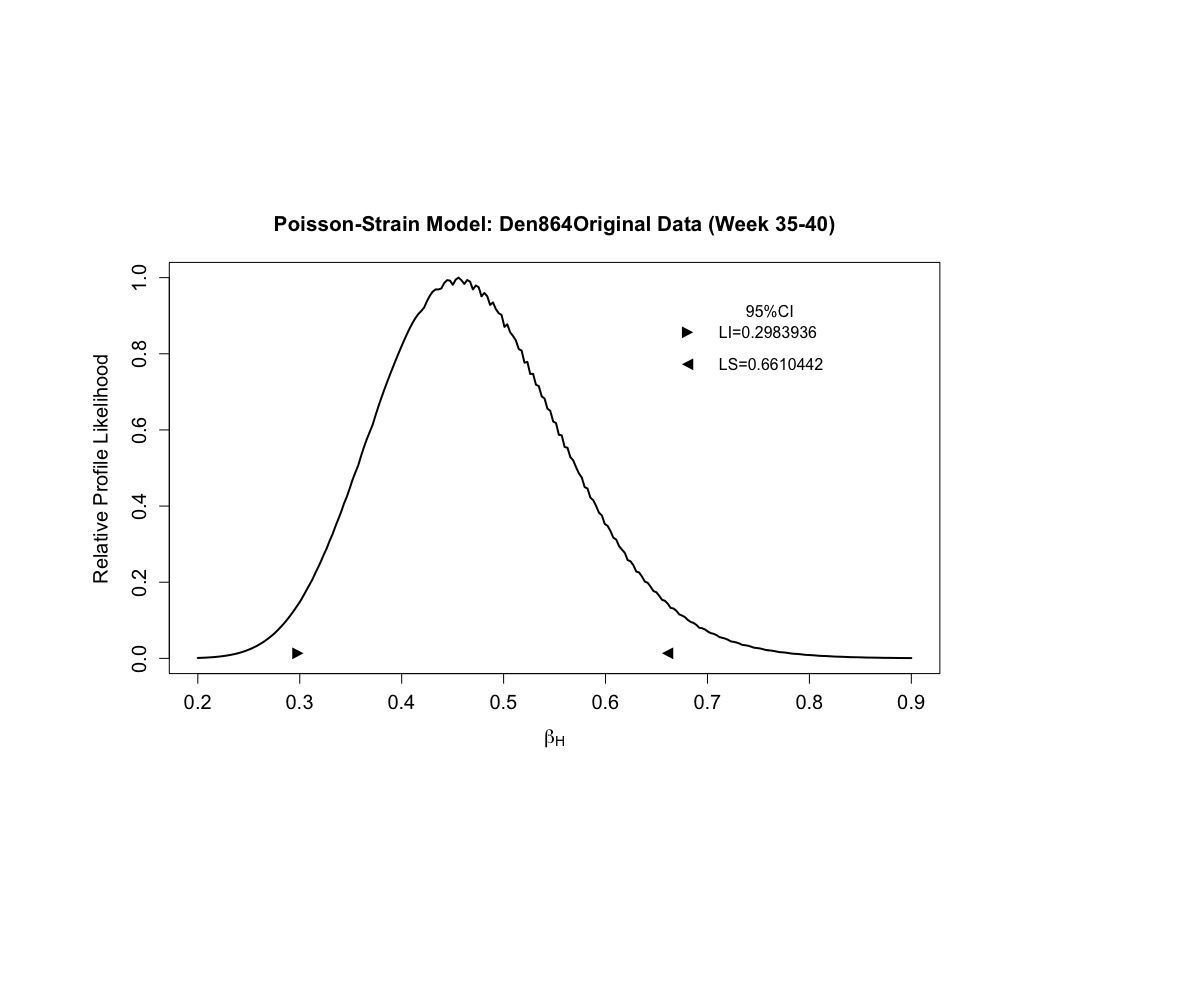 Poisson-Strain Model: Den864Original Data (Week 35-40)
Relative Profile Likelihood
1.0
0.8
0.6
0.4
0.2
0.0
95%CI
LI=0.2983936
LS=0.6610442
0.2 0.3 0.4 0.5 0.6 0.7 0.8 0.9
βH